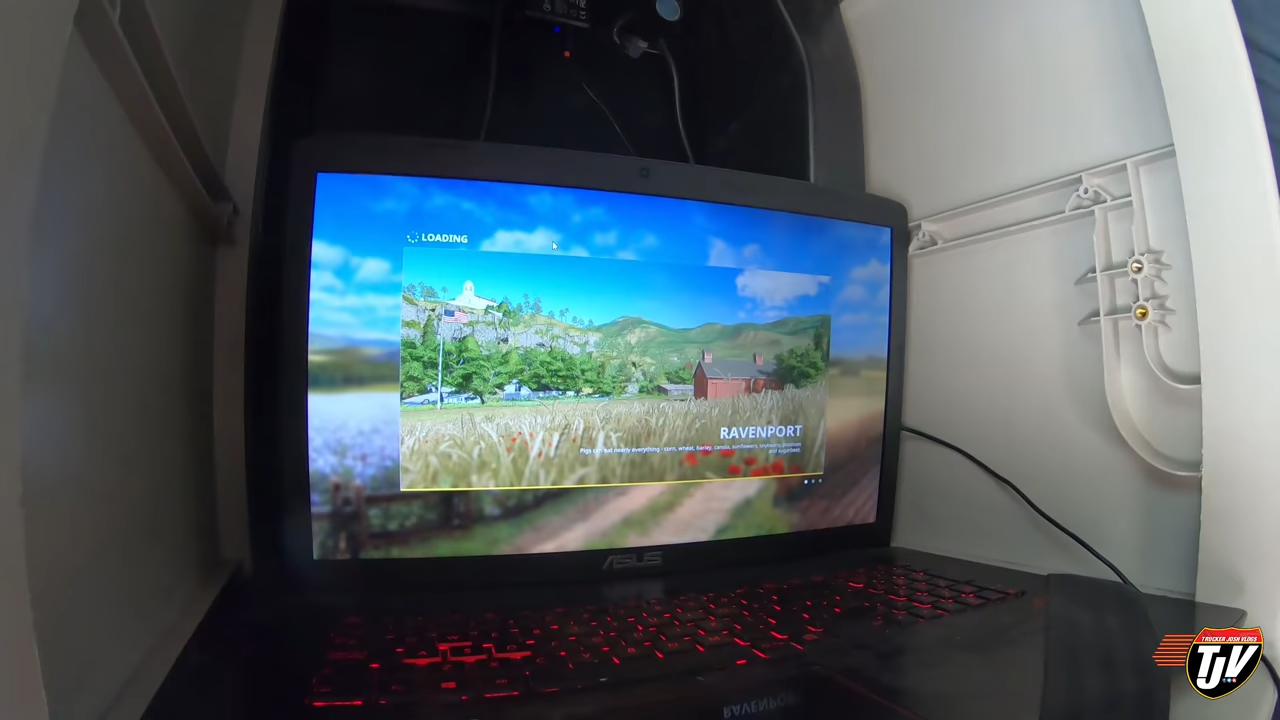 LOADING
RAVENPORT
Pigs can eat nearly everything - corn, wheat, barley, canola, sunflowers, soybeans, potatoes
and sugarbeet.
ASUS
RAVENPORT
TRUCKER JOSH VLOGS
TJV